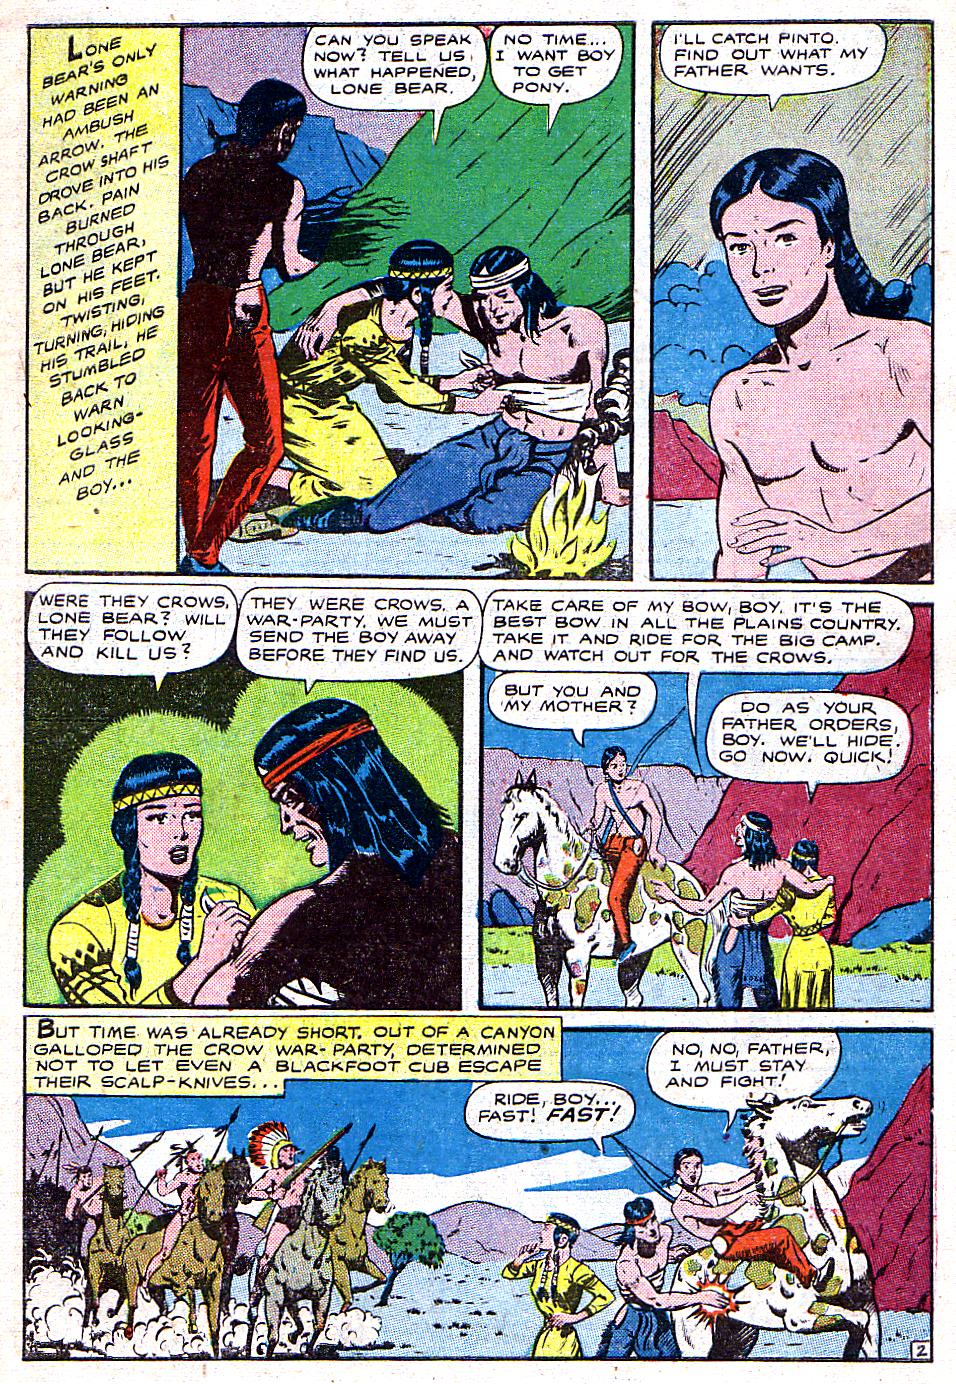 LONE
BEAR'S ONLY
WARNING
HAD BEEN AN
AMBUSH
ARROW. THE
CROW SHAFT
DROVE INTO HIS
BACK. PAIN
BURNED
THROUGH
LONE BEAR,
BUT HE KEPT
ON HIS FEET.
TWISTING,
TURNING, HIDING
HIS TRAIL, HE
STUMBLED
BACK TO
WARN
LOOKING-
GLASS
AND THE
BOY...
CAN YOU SPEAK
NOW? TELL US
WHAT HAPPENED,
LONE BEAR.
NO TIME...
I WANT BOY
TO GET
PONY.
I'LL CATCH PINTO.
FIND OUT WHAT MY
FATHER WANTS.
WERE THEY CROWS,
LONE BEAR? WILL
THEY FOLLOW
AND KILL US?
THEY WERE CROWS. A
WAR-PARTY. WE MUST
SEND THE BOY AWAY
BEFORE THEY FIND US.
TAKE CARE OF MY BOW, BOY. IT'S THE
BEST BOW IN ALL THE PLAINS COUNTRY.
TAKE IT AND RIDE FOR THE BIG CAMP.
AND WATCH OUT FOR THE CROWS.
BUT YOU AND
MY MOTHER?
DO AS YOUR
FATHER ORDERS,
BOY. WE'LL HIDE.
GO NOW. QUICK!
BUT TIME WAS ALREADY SHORT. OUT OF A CANYON
GALLOPED THE CROW WAR-PARTY, DETERMINED
NOT TO LET EVEN A BLACKFOOT CUB ESCAPE
THEIR SCALP-KNIVES...
RIDE, BOY...
FAST! FAST!
NO, NO, FATHER,
I MUST STAY
AND FIGHT!
2